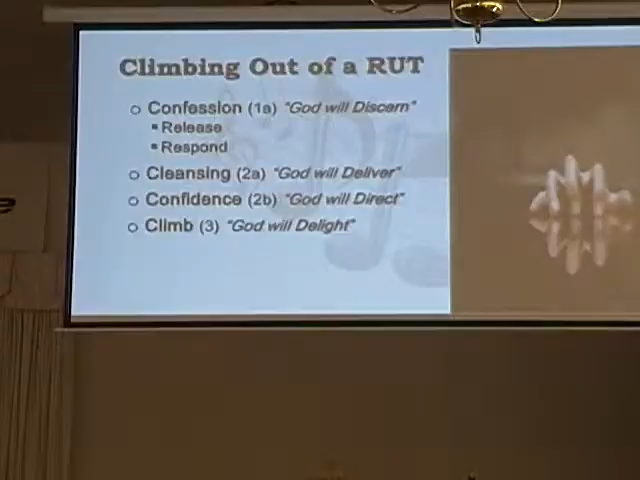 Climbing Out of a RUT
Confession (1a) "God will Discern"
Release
Respond
Cleansing (2a) "God will Deliver"
Confidence (2b) "God will Direct"
Climb (3) "God will Delight"